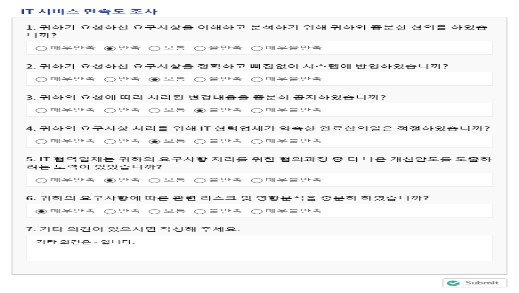 IT 서비스 만족도 조사
1. 귀하가 요청하신 요구사항을 이해하고 분석하기 위해 귀하와 충분한 협의를 하였습
니까?
매우만족 만족 보통 불만족 매우불만족
2. 귀하가 요청하신 요구사항을 정확하고 빠짐없이 시스템에 반영하였습니까?
매우만족 만족 보통 불만족 매우불만족
3. 귀하의 요청에 따라 처리된 변경내용을 충분히 공지하였습니까?
매우만족 만족 보통 불만족 매우불만족
4. 귀하의 요구사항 처리를 위해 IT 협력업체가 약속한 완료일은 적절하였습니까?
매우만족 만족 보통 불만족 매우불만족
5. IT 협력업체는 귀하의 요구사항 처리를 위한 협의과정 중 더 나은 개선안도를 도출하
려는 노력이 있었습니까?
매우만족 만족 보통 불만족 매우불만족
6. 귀하의 요구사항에 따른 관련 리스크 및 영향분석을 충분히 하였습니까?
매우만족 만족 보통 불만족 매우불만족
7. 기타 의견이 있으시면 작성해 주세요.
기타 의견은 - 입니다.
Submit